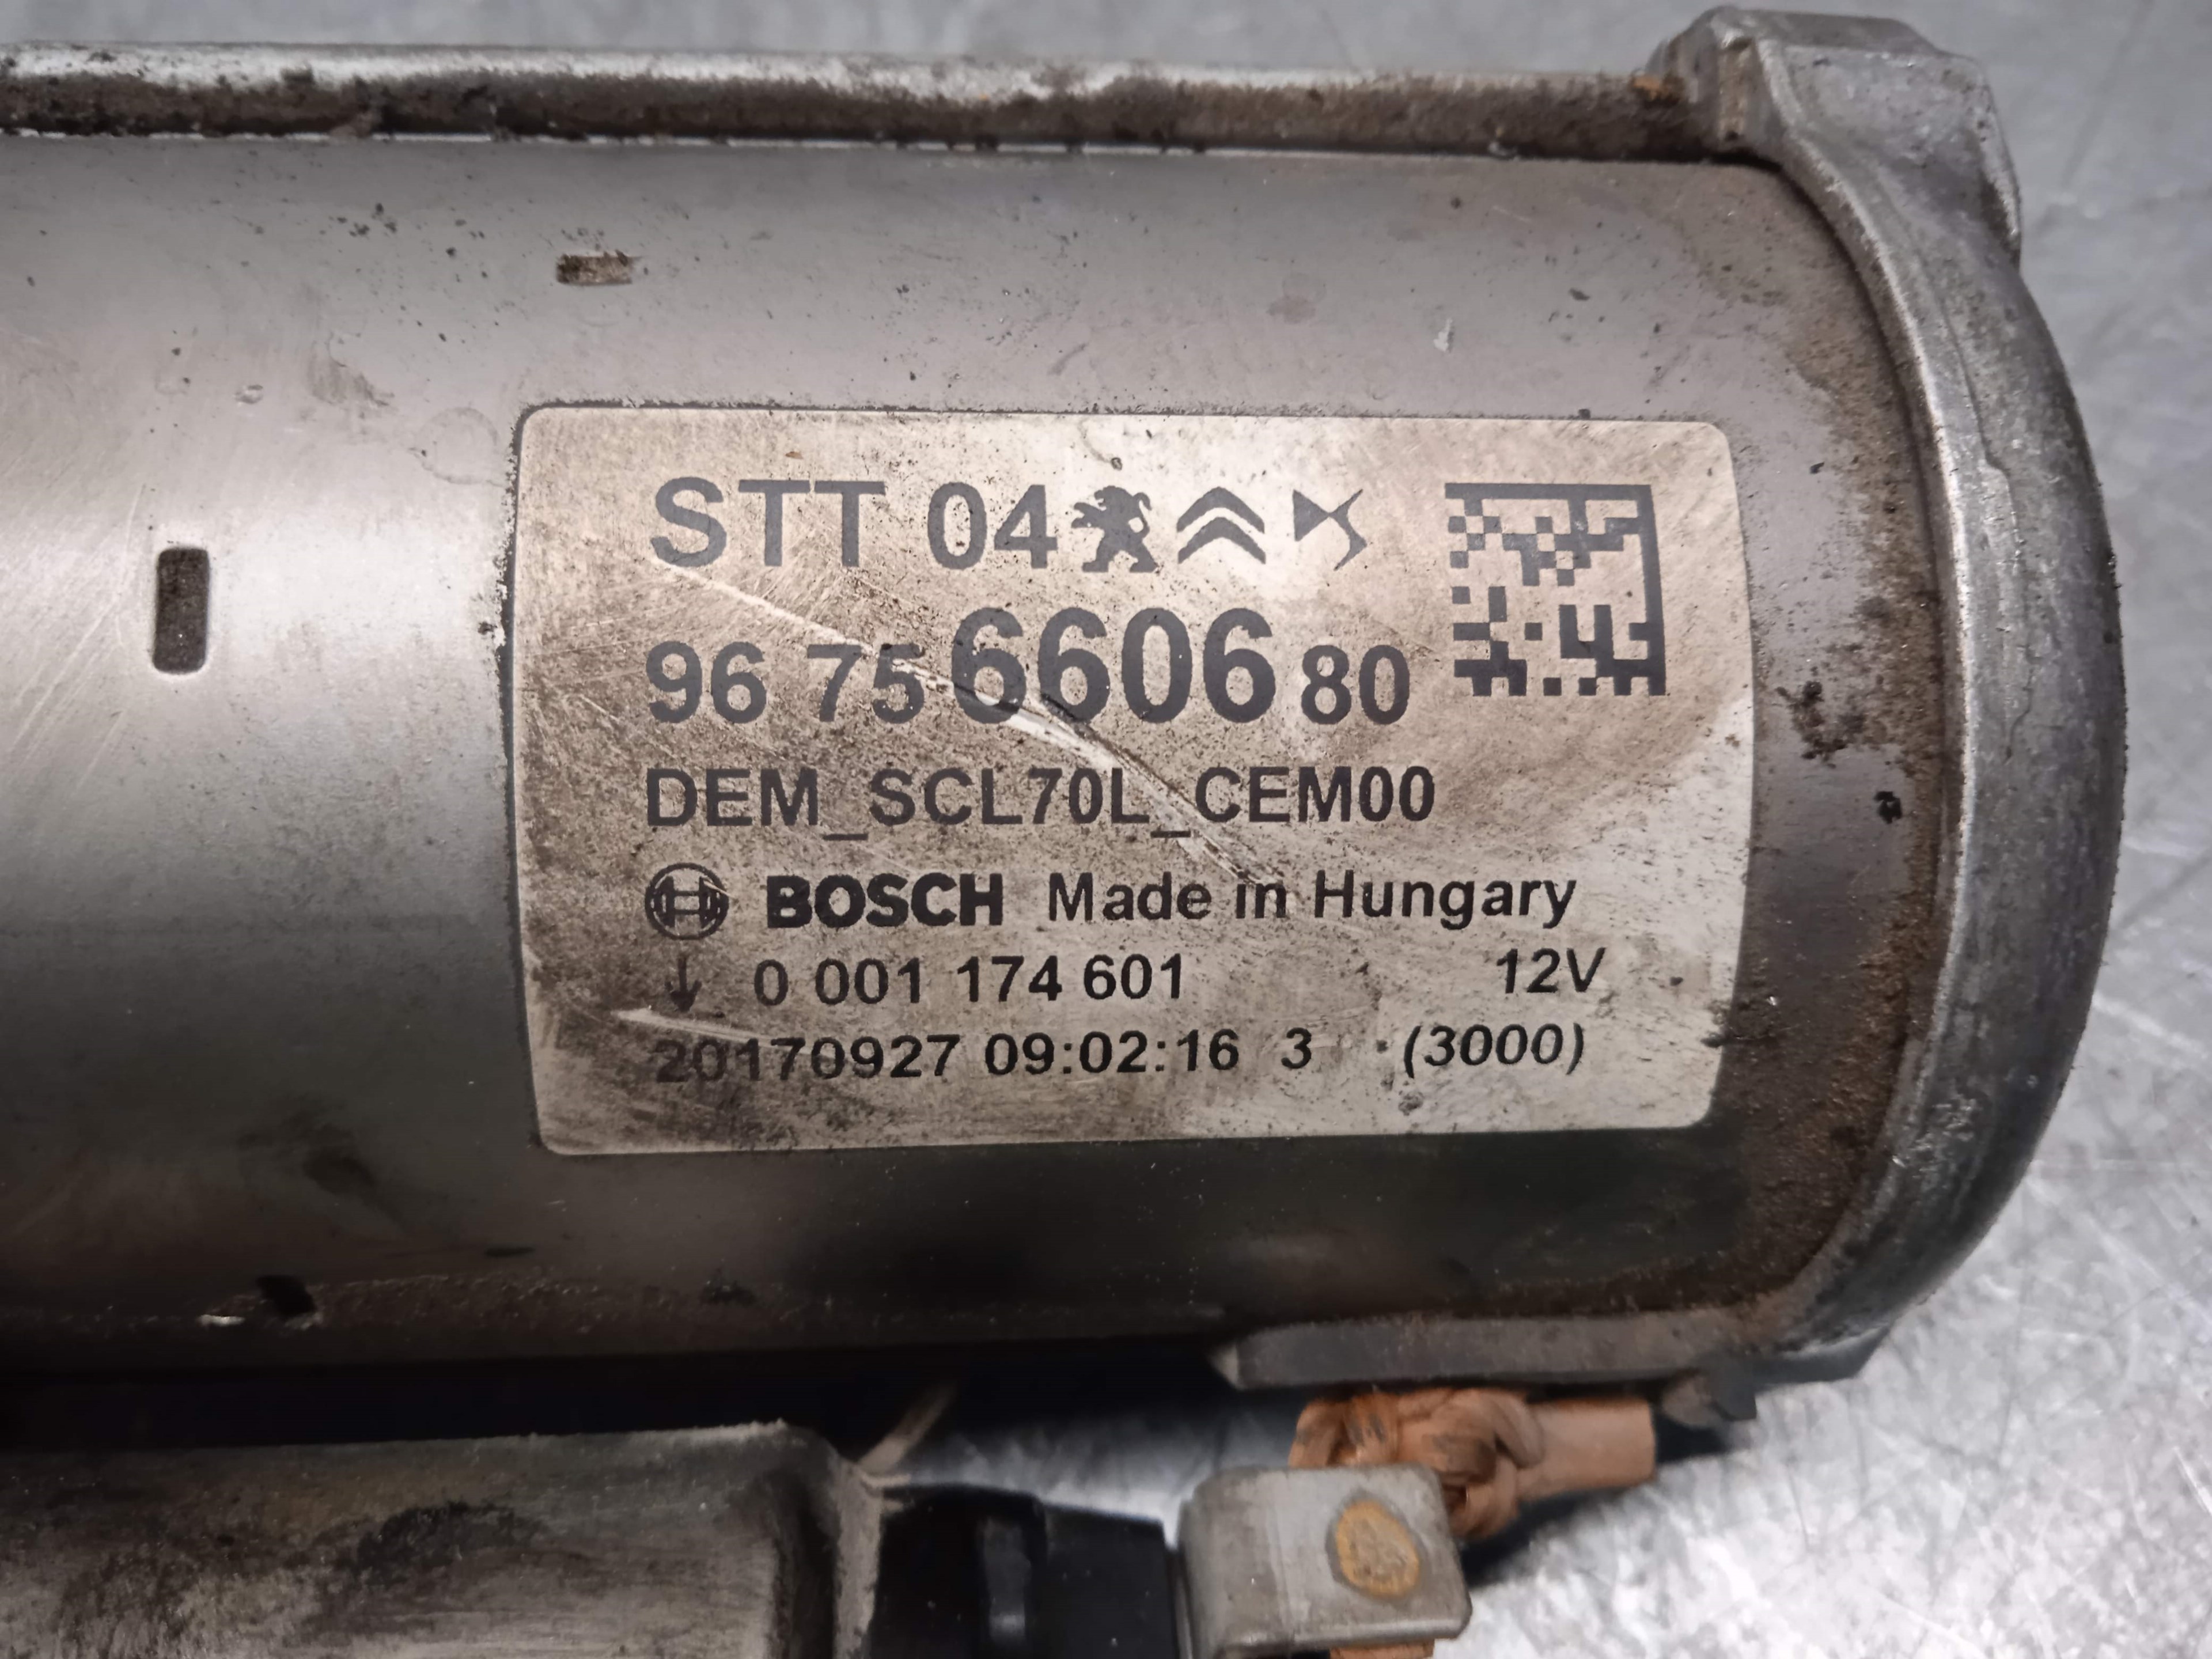 STT 04
96 75 6606 80
DEM_SCL70L_CEM00
BOSCH Made in Hungary
↓ 0 001 174 601 12V
20170927 09:02:16 3 (3000)